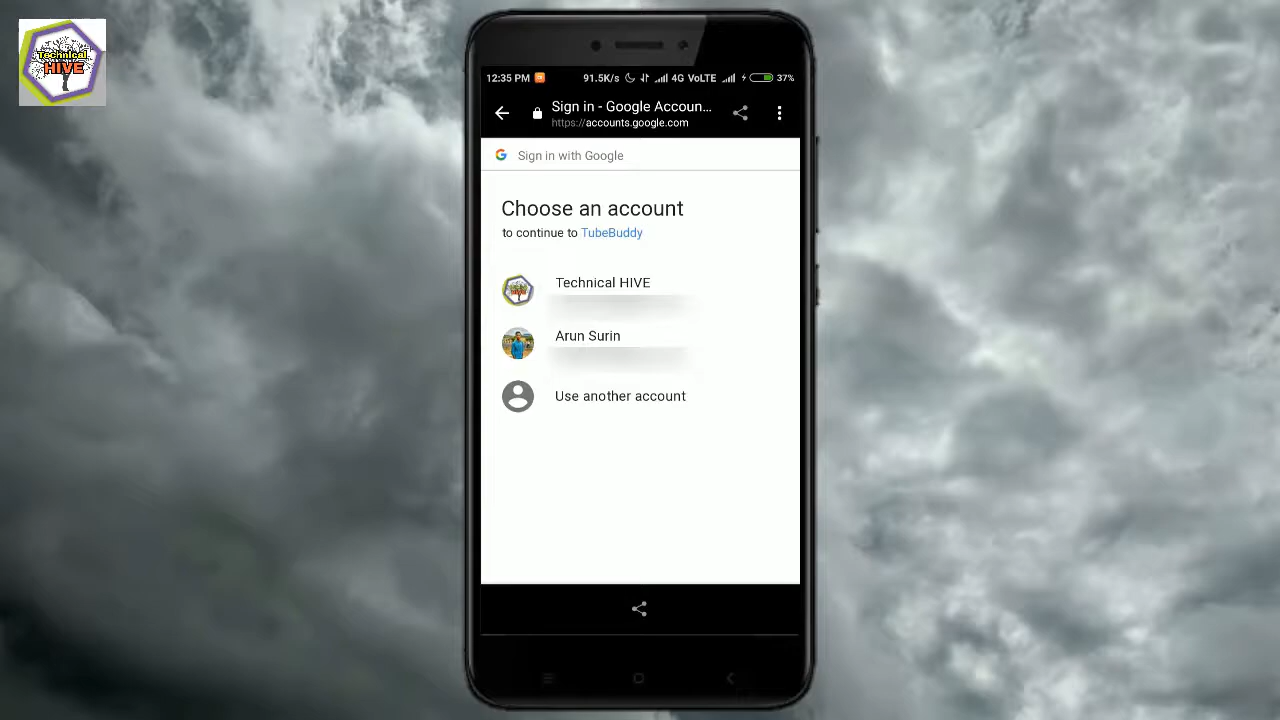 Technical
HIVE
12:35 PM 91.5K/s 4G VoLTE 37%
Sign in - Google Accoun...
https://accounts.google.com
Sign in with Google
Choose an account
to continue to TubeBuddy
Technical HIVE
Arun Surin
Use another account